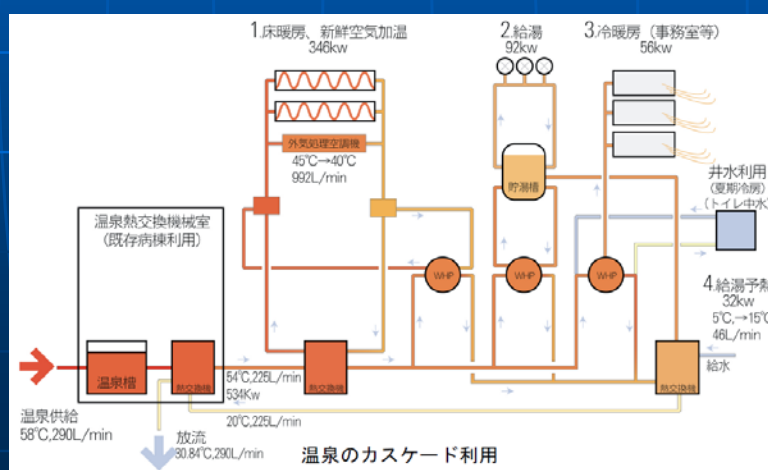 1.床暖房、新鮮空気加温
346kw
2.給湯
92kw
3.冷暖房（事務室等）
56kw
外気処理空調機
45℃→40℃
992L/min
貯湯槽
井水利用
（夏期冷房）
（トイレ中水）
温泉熱交換機械室
（既存病棟利用）
WHP
WHP
WHP
4.給湯予熱
32kw
5℃,→15℃
46L/min
給水
温泉槽
熱交換機
熱交換機
熱交換機
54℃,225L/min
534Kw
20℃,225L/min
温泉供給
58℃,290L/min
放流
30.84℃,290L/min
温泉のカスケード利用